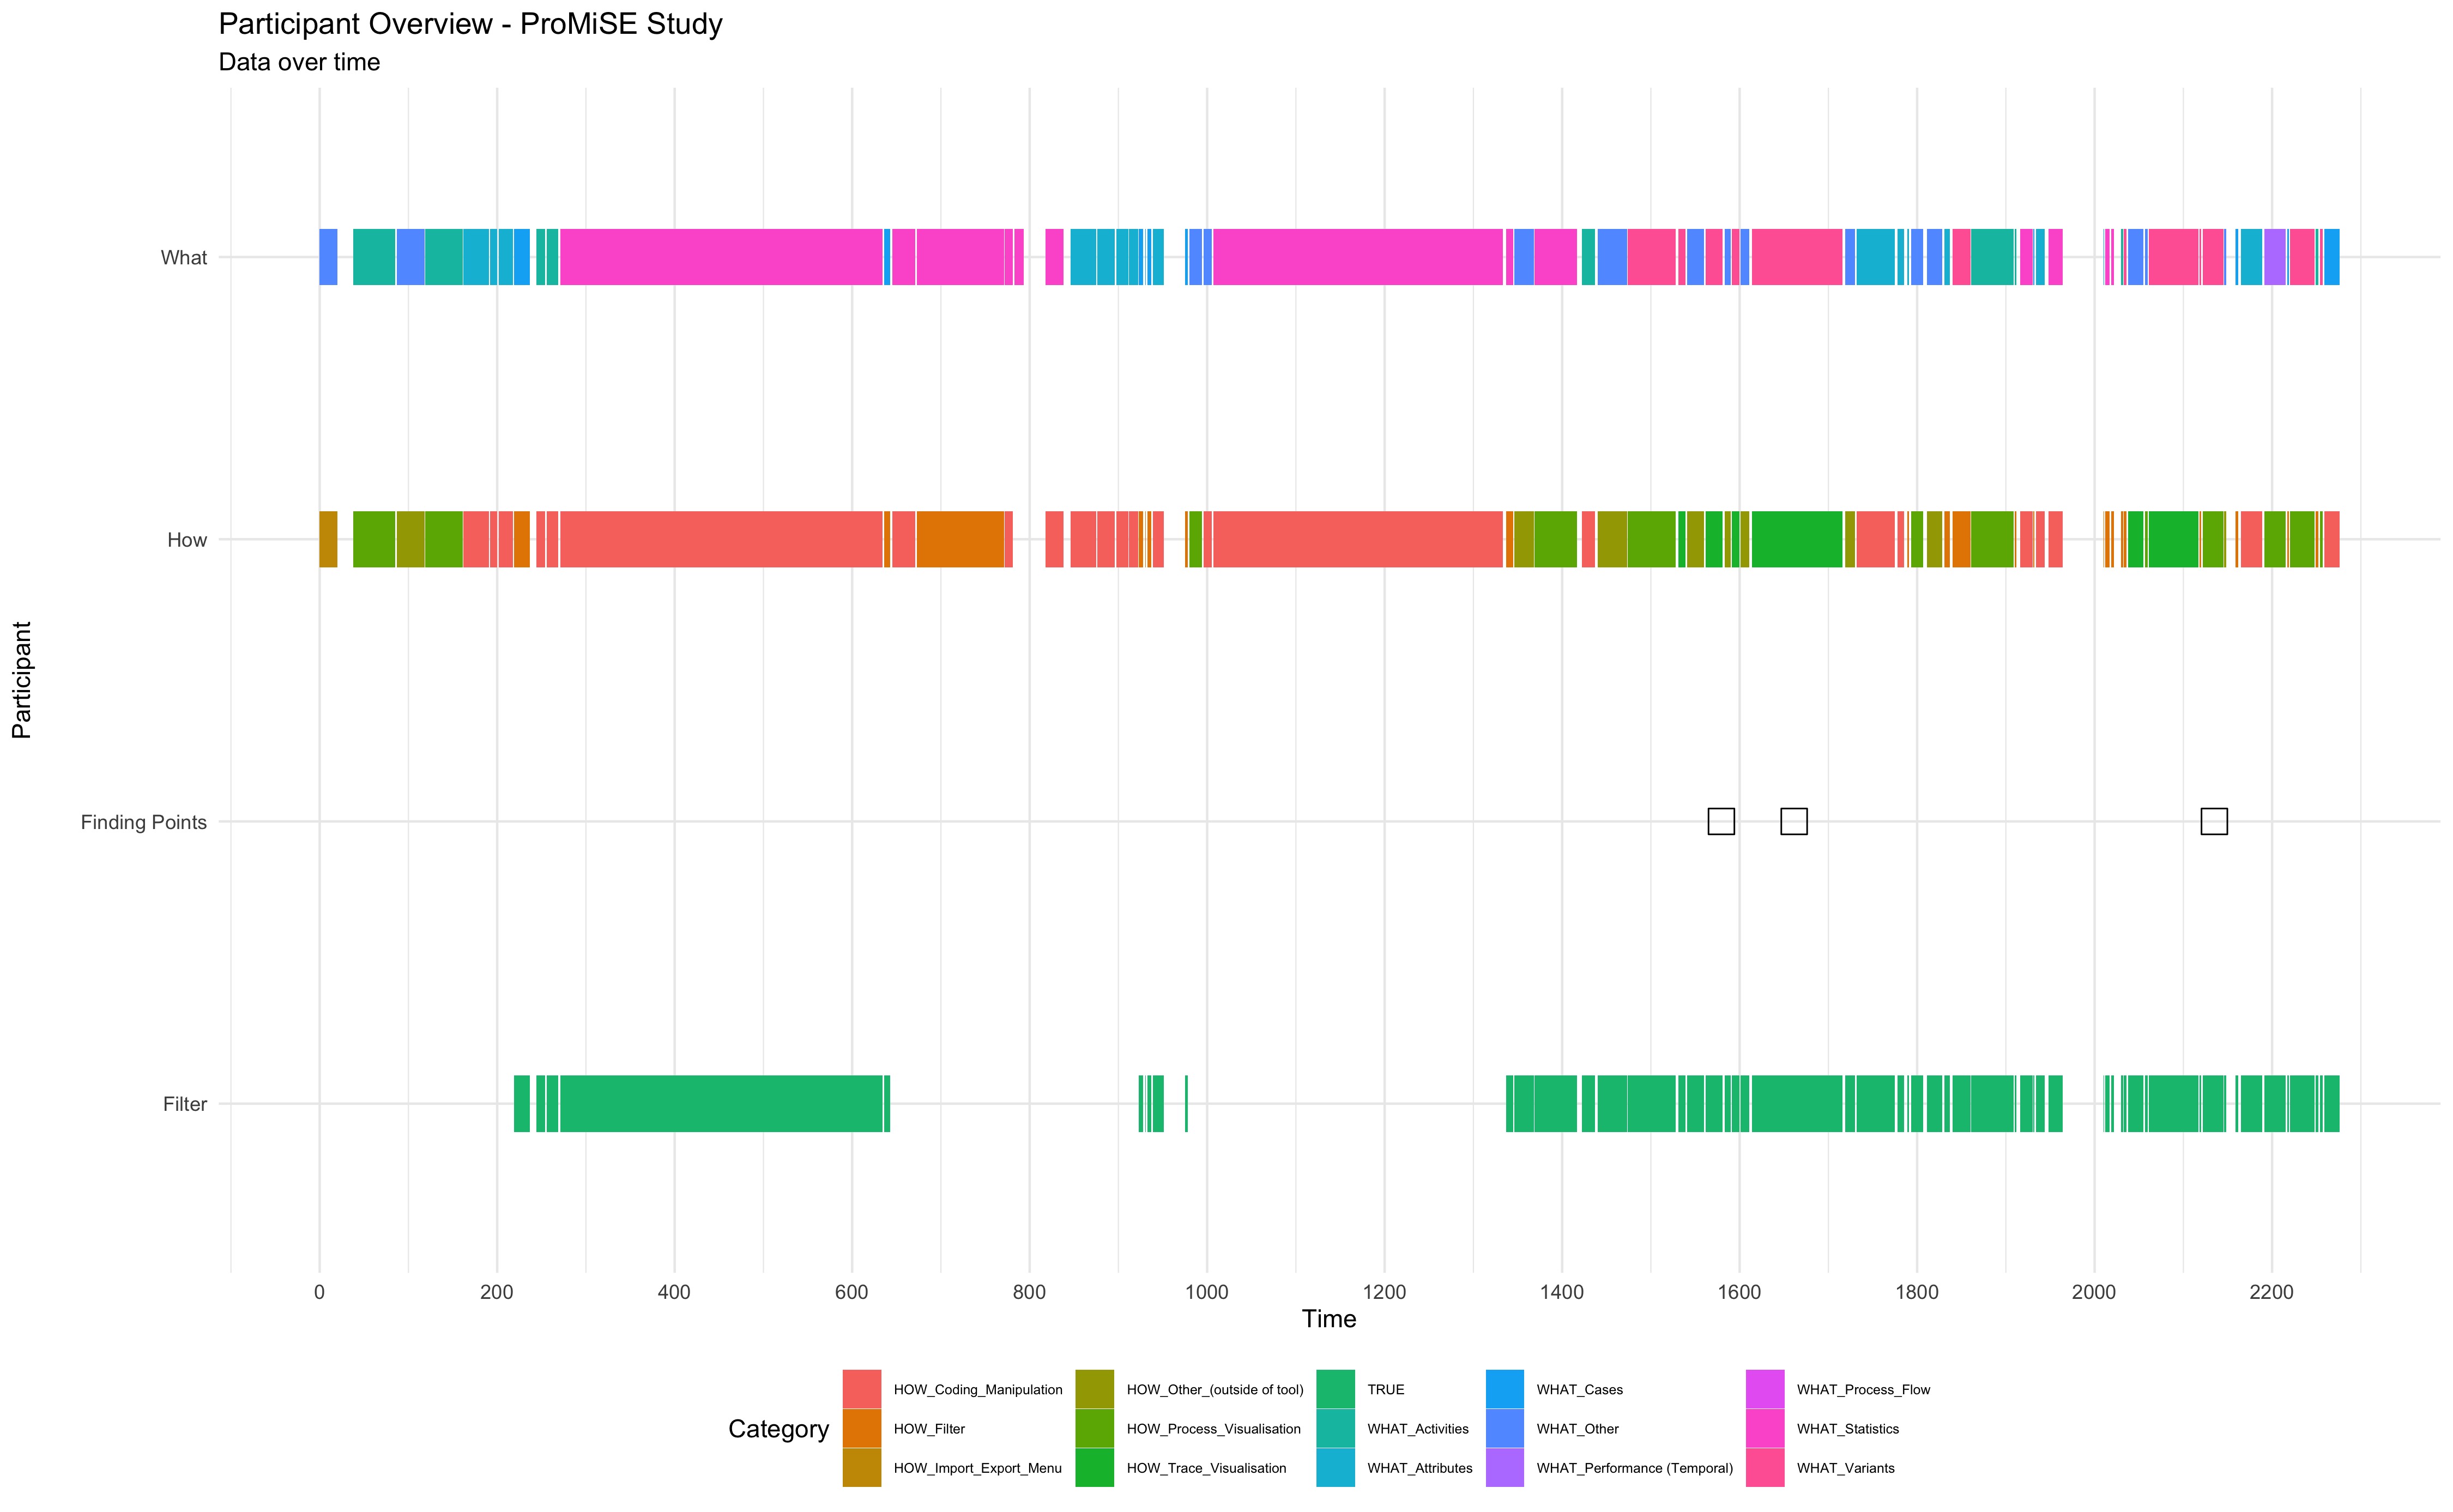 Participant Overview - ProMiSE Study
Data over time
Participant
What
How
Finding Points
Filter
0 200 400 600 800 1000 1200 1400 1600 1800 2000 2200
Time
Category
HOW_Coding_Manipulation HOW_Other_(outside of tool) TRUE WHAT_Cases WHAT_Process_Flow
HOW_Filter HOW_Process_Visualisation WHAT_Activities WHAT_Other WHAT_Statistics
HOW_Import_Export_Menu HOW_Trace_Visualisation WHAT_Attributes WHAT_Performance (Temporal) WHAT_Variants